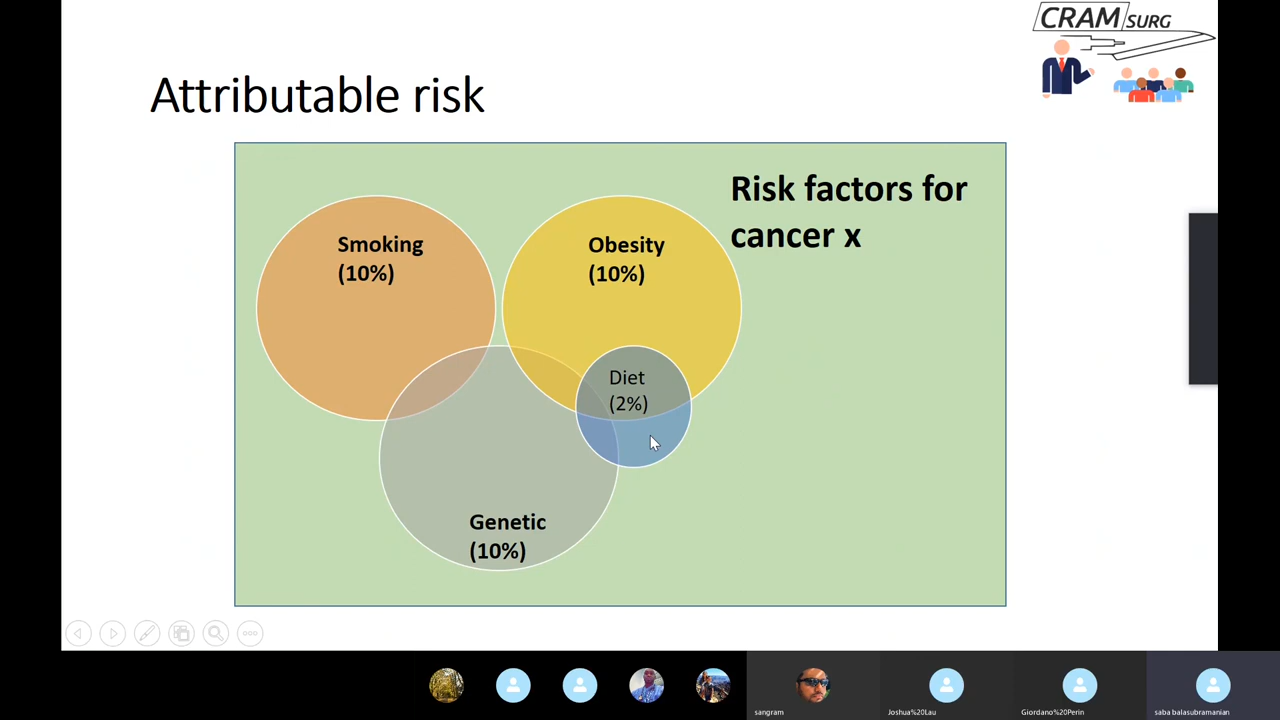 CRAM SURG
Attributable risk
Risk factors for
cancer x
Smoking
(10%)
Obesity
(10%)
Diet
(2%)
Genetic
(10%)
sangram
Joshua%20Lau
Giordano%20Perin
saba balasubramanian